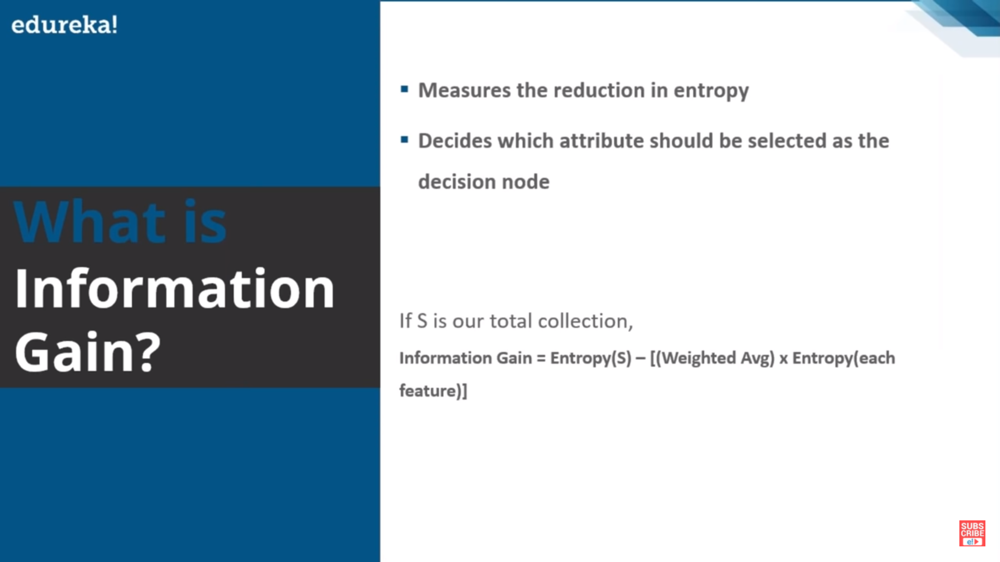 edureka!
What is
Information
Gain?
▪ Measures the reduction in entropy
▪ Decides which attribute should be selected as the
decision node
If S is our total collection,
Information Gain = Entropy(S) – [(Weighted Avg) x Entropy(each
feature)]
SUBS
CRIBE
e!